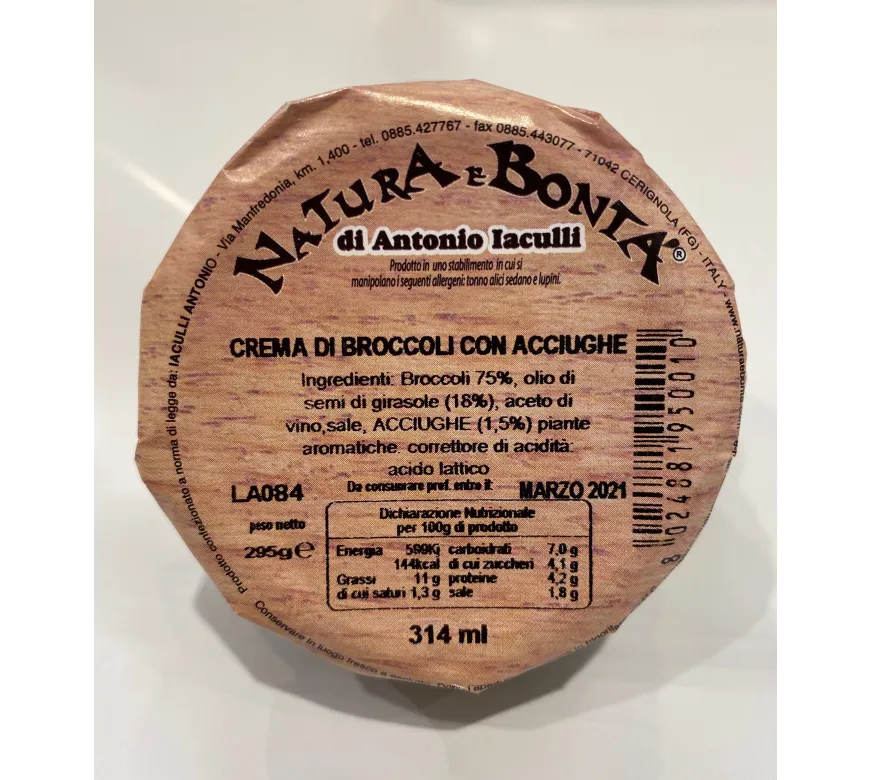 Prodotto confezionato a norma di legge da: IACULLI ANTONIO - Via Manfredonia, km. 1,400 - tel. 0885.427767 - fax 0885.443077 - 71042 CERIGNOLA (FG) - ITALY -
NATURA E BONTÀ®
di Antonio Iaculli
Prodotto in uno stabilimento in cui si
manipolano i seguenti allergeni: tonno alici sedano e lupini.
CREMA DI BROCCOLI CON ACCIUGHE
Ingredienti: Broccoli 75%, olio di
semi di girasole (18%), aceto di
vino,sale, ACCIUGHE (1,5%) piante
aromatiche. correttore di acidità:
acido lattico
LA084
Da consumare pref. entro il:
MARZO 2021
peso netto
295g e
Dichiarazione Nutrizionale
per 100g di prodotto
Energia 599Kj carboidrati 7,0 g
144kcal di cui zuccheri 4,1 g
Grassi 11 g proteine 4,2 g
di cui saturi 1,3 g sale 1,8 g
314 ml
8 024881 950010
Conservare in luogo fresco e